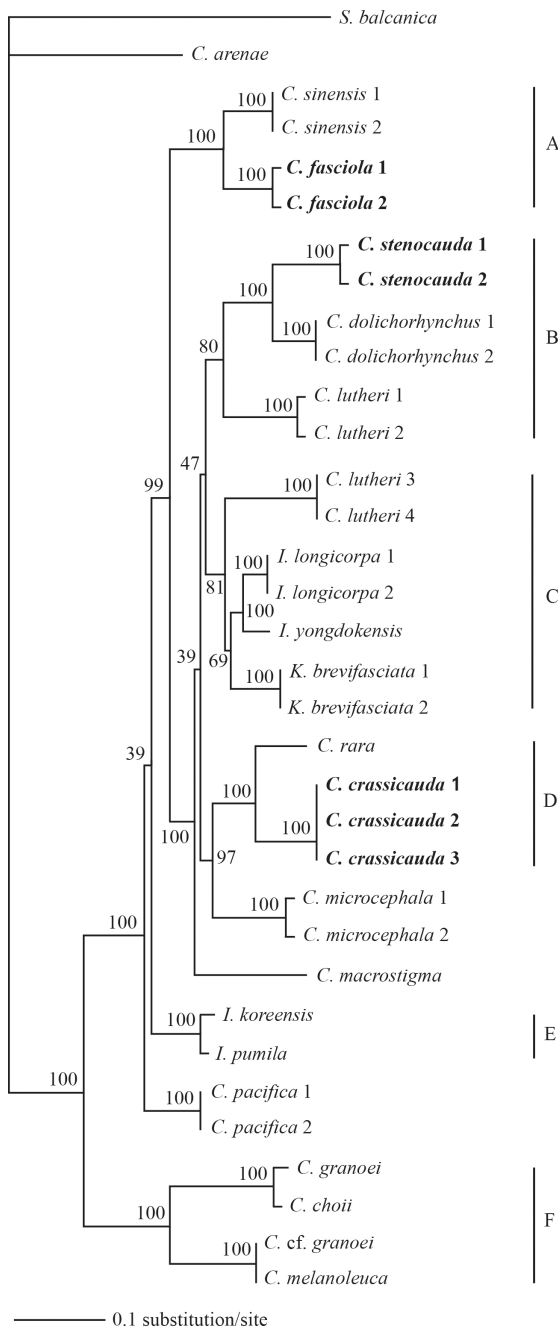 S. balcanica
C. arenae
C. sinensis 1
100
C. sinensis 2
100
A
C. fasciola 1
100
C. fasciola 2
C. stenocauda 1
100
C. stenocauda 2
100
C. dolichorhynchus 1
100
B
80
C. dolichorhynchus 2
C. lutheri 1
100
C. lutheri 2
47
C. lutheri 3
99
100
C. lutheri 4
I. longicorpa 1
100
81
I. longicorpa 2
C
100
I. yongdokensis
39
69
K. brevifasciata 1
100
K. brevifasciata 2
C. rara
39
C. crassicauda 1
100
D
C. crassicauda 2
100
100
C. crassicauda 3
97
C. microcephala 1
100
C. microcephala 2
100
C. macrostigma
I. koreensis
100
E
I. pumila
100
C. pacifica 1
100
C. pacifica 2
C. granoei
100
C. choii
100
F
C. cf. granoei
100
C. melanoleuca
0.1 substitution/site